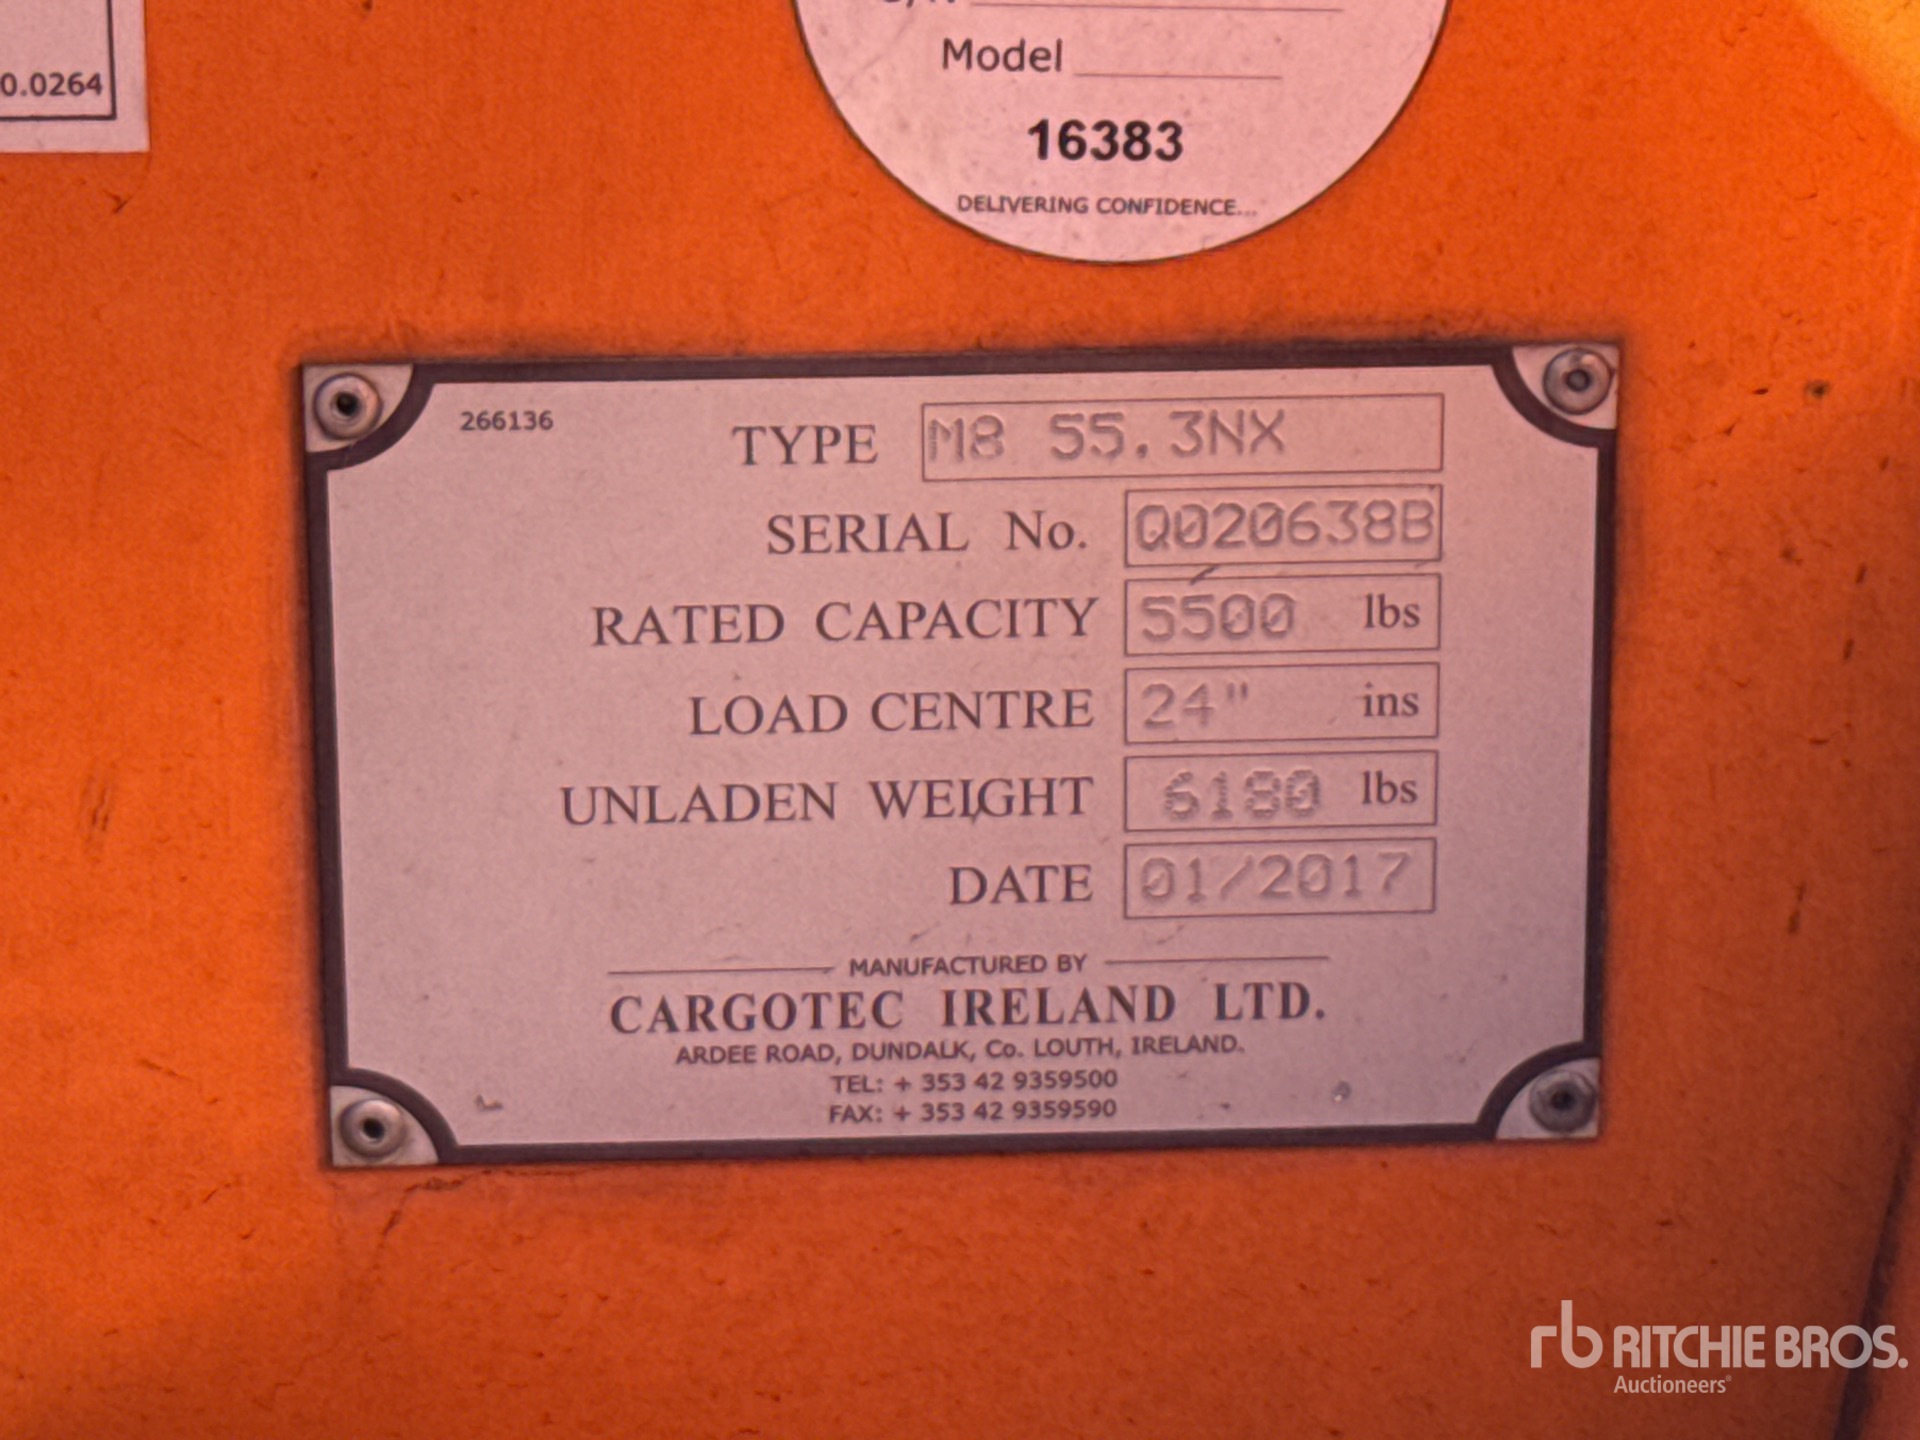 0.0264
Model
16383
DELIVERING CONFIDENCE...
266136
TYPE M8 55.3NX
SERIAL No. Q020638B
RATED CAPACITY 5500 lbs
LOAD CENTRE 24" ins
UNLADEN WEIGHT 6180 lbs
DATE 01/2017
MANUFACTURED BY
CARGOTEC IRELAND LTD.
ARDEE ROAD, DUNDALK, Co. LOUTH, IRELAND.
TEL: + 353 42 9359500
FAX: + 353 42 9359590
rb RITCHIE BROS.
Auctioneers